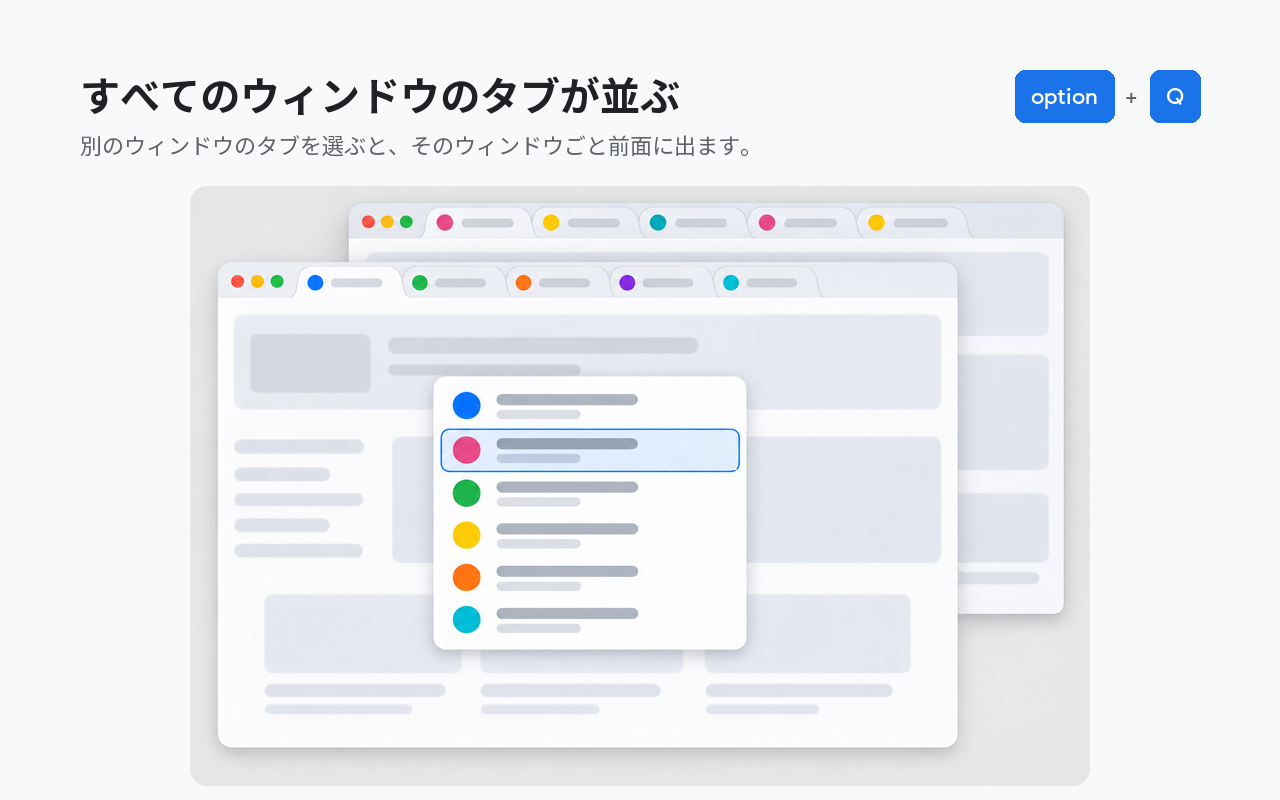 すべてのウィンドウのタブが並ぶ
option + Q
別のウィンドウのタブを選ぶと、そのウィンドウごと前面に出ます。